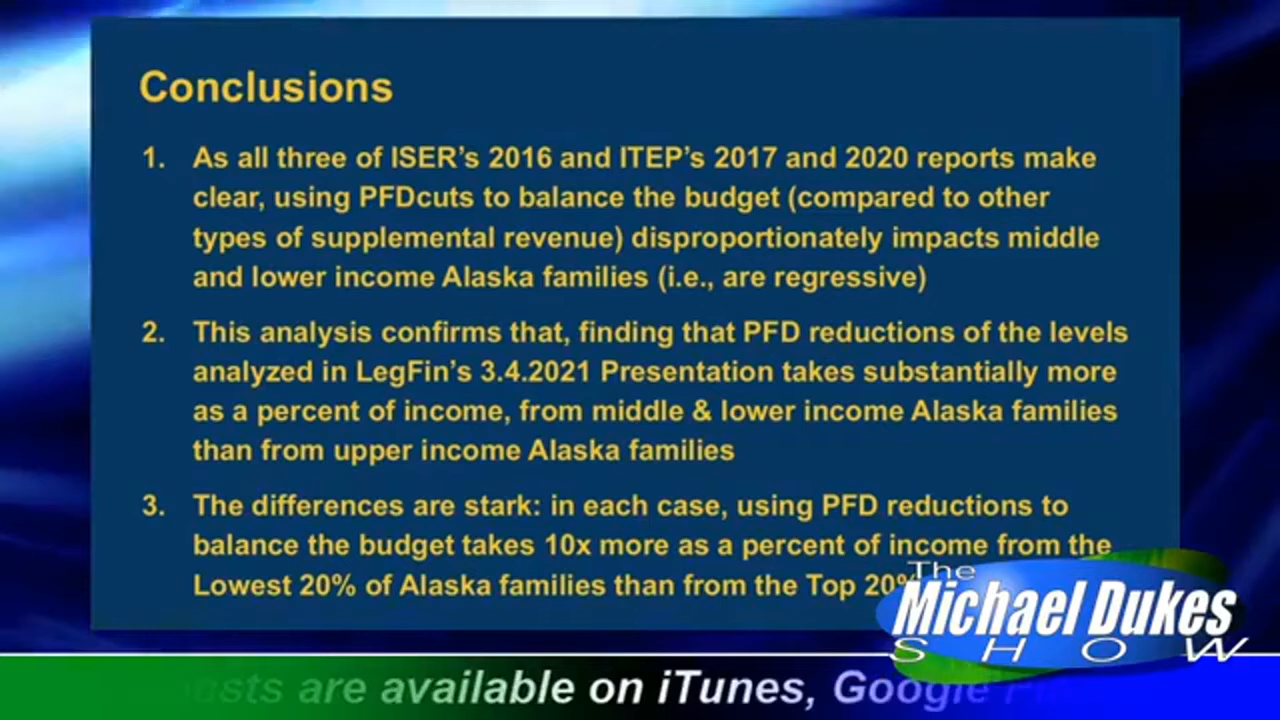 Conclusions
1. As all three of ISER's 2016 and ITEP's 2017 and 2020 reports make
clear, using PFDcuts to balance the budget (compared to other
types of supplemental revenue) disproportionately impacts middle
and lower income Alaska families (i.e., are regressive)
2. This analysis confirms that, finding that PFD reductions of the levels
analyzed in LegFin's 3.4.2021 Presentation takes substantially more
as a percent of income, from middle & lower income Alaska families
than from upper income Alaska families
3. The differences are stark: in each case, using PFD reductions to
balance the budget takes 10x more as a percent of income from the
Lowest 20% of Alaska families than from the Top 20%
The
Michael Dukes
SHOW
are available on iTunes, Google